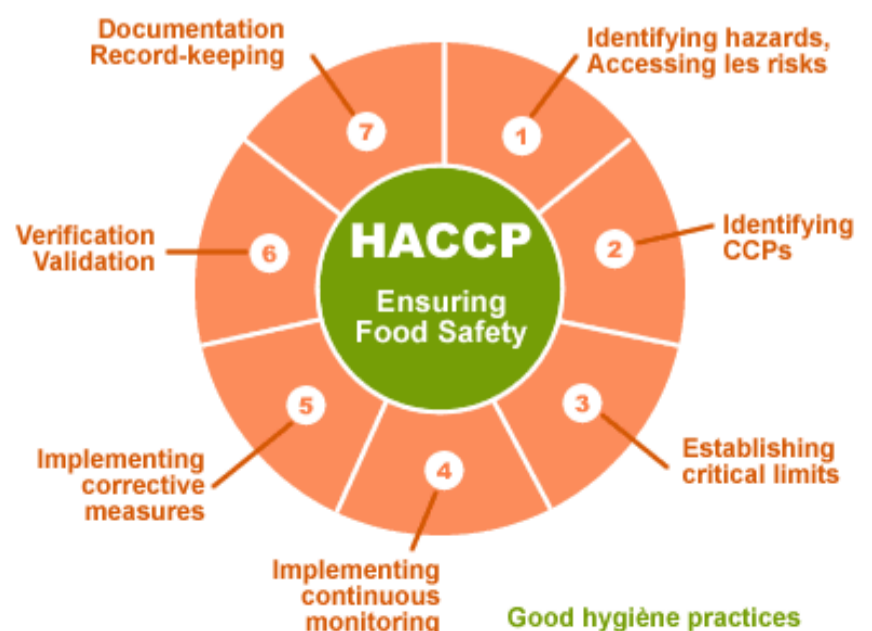 Documentation
Record-keeping
7
Identifying hazards,
Accessing les risks
1
Identifying
CCPs
2
Establishing
critical limits
3
Implementing
continuous
monitoring
4
Implementing
corrective
measures
5
Verification
Validation
6
HACCP
Ensuring
Food Safety
Good hygiène practices